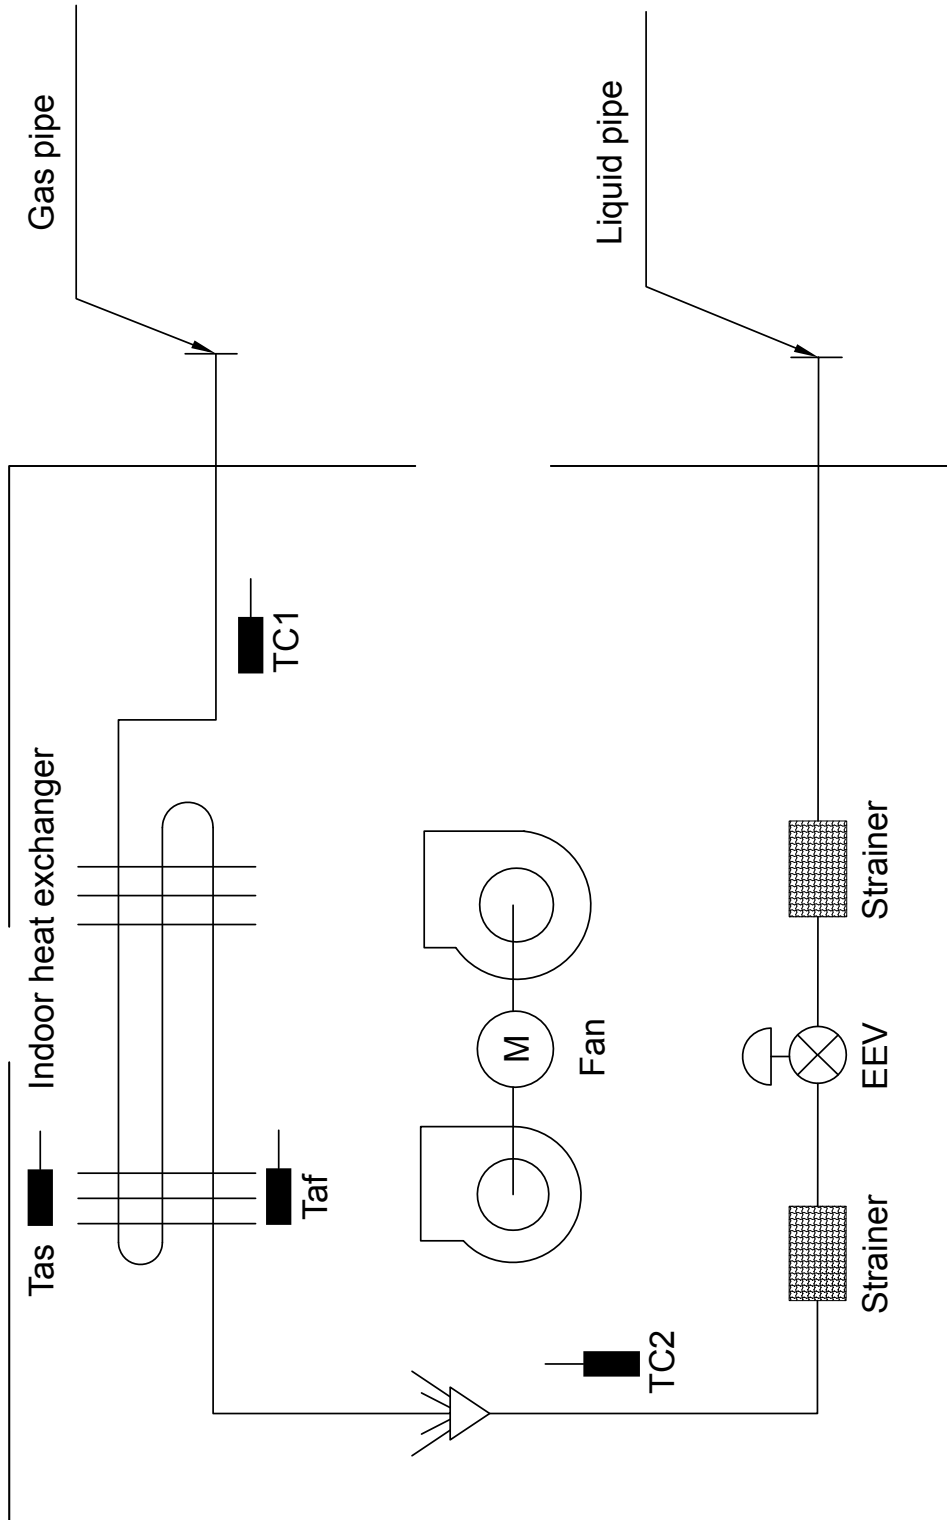 Gas pipe
Liquid pipe
TC1
Indoor heat exchanger
Tas
Taf
M
Fan
TC2
Strainer
EEV
Strainer